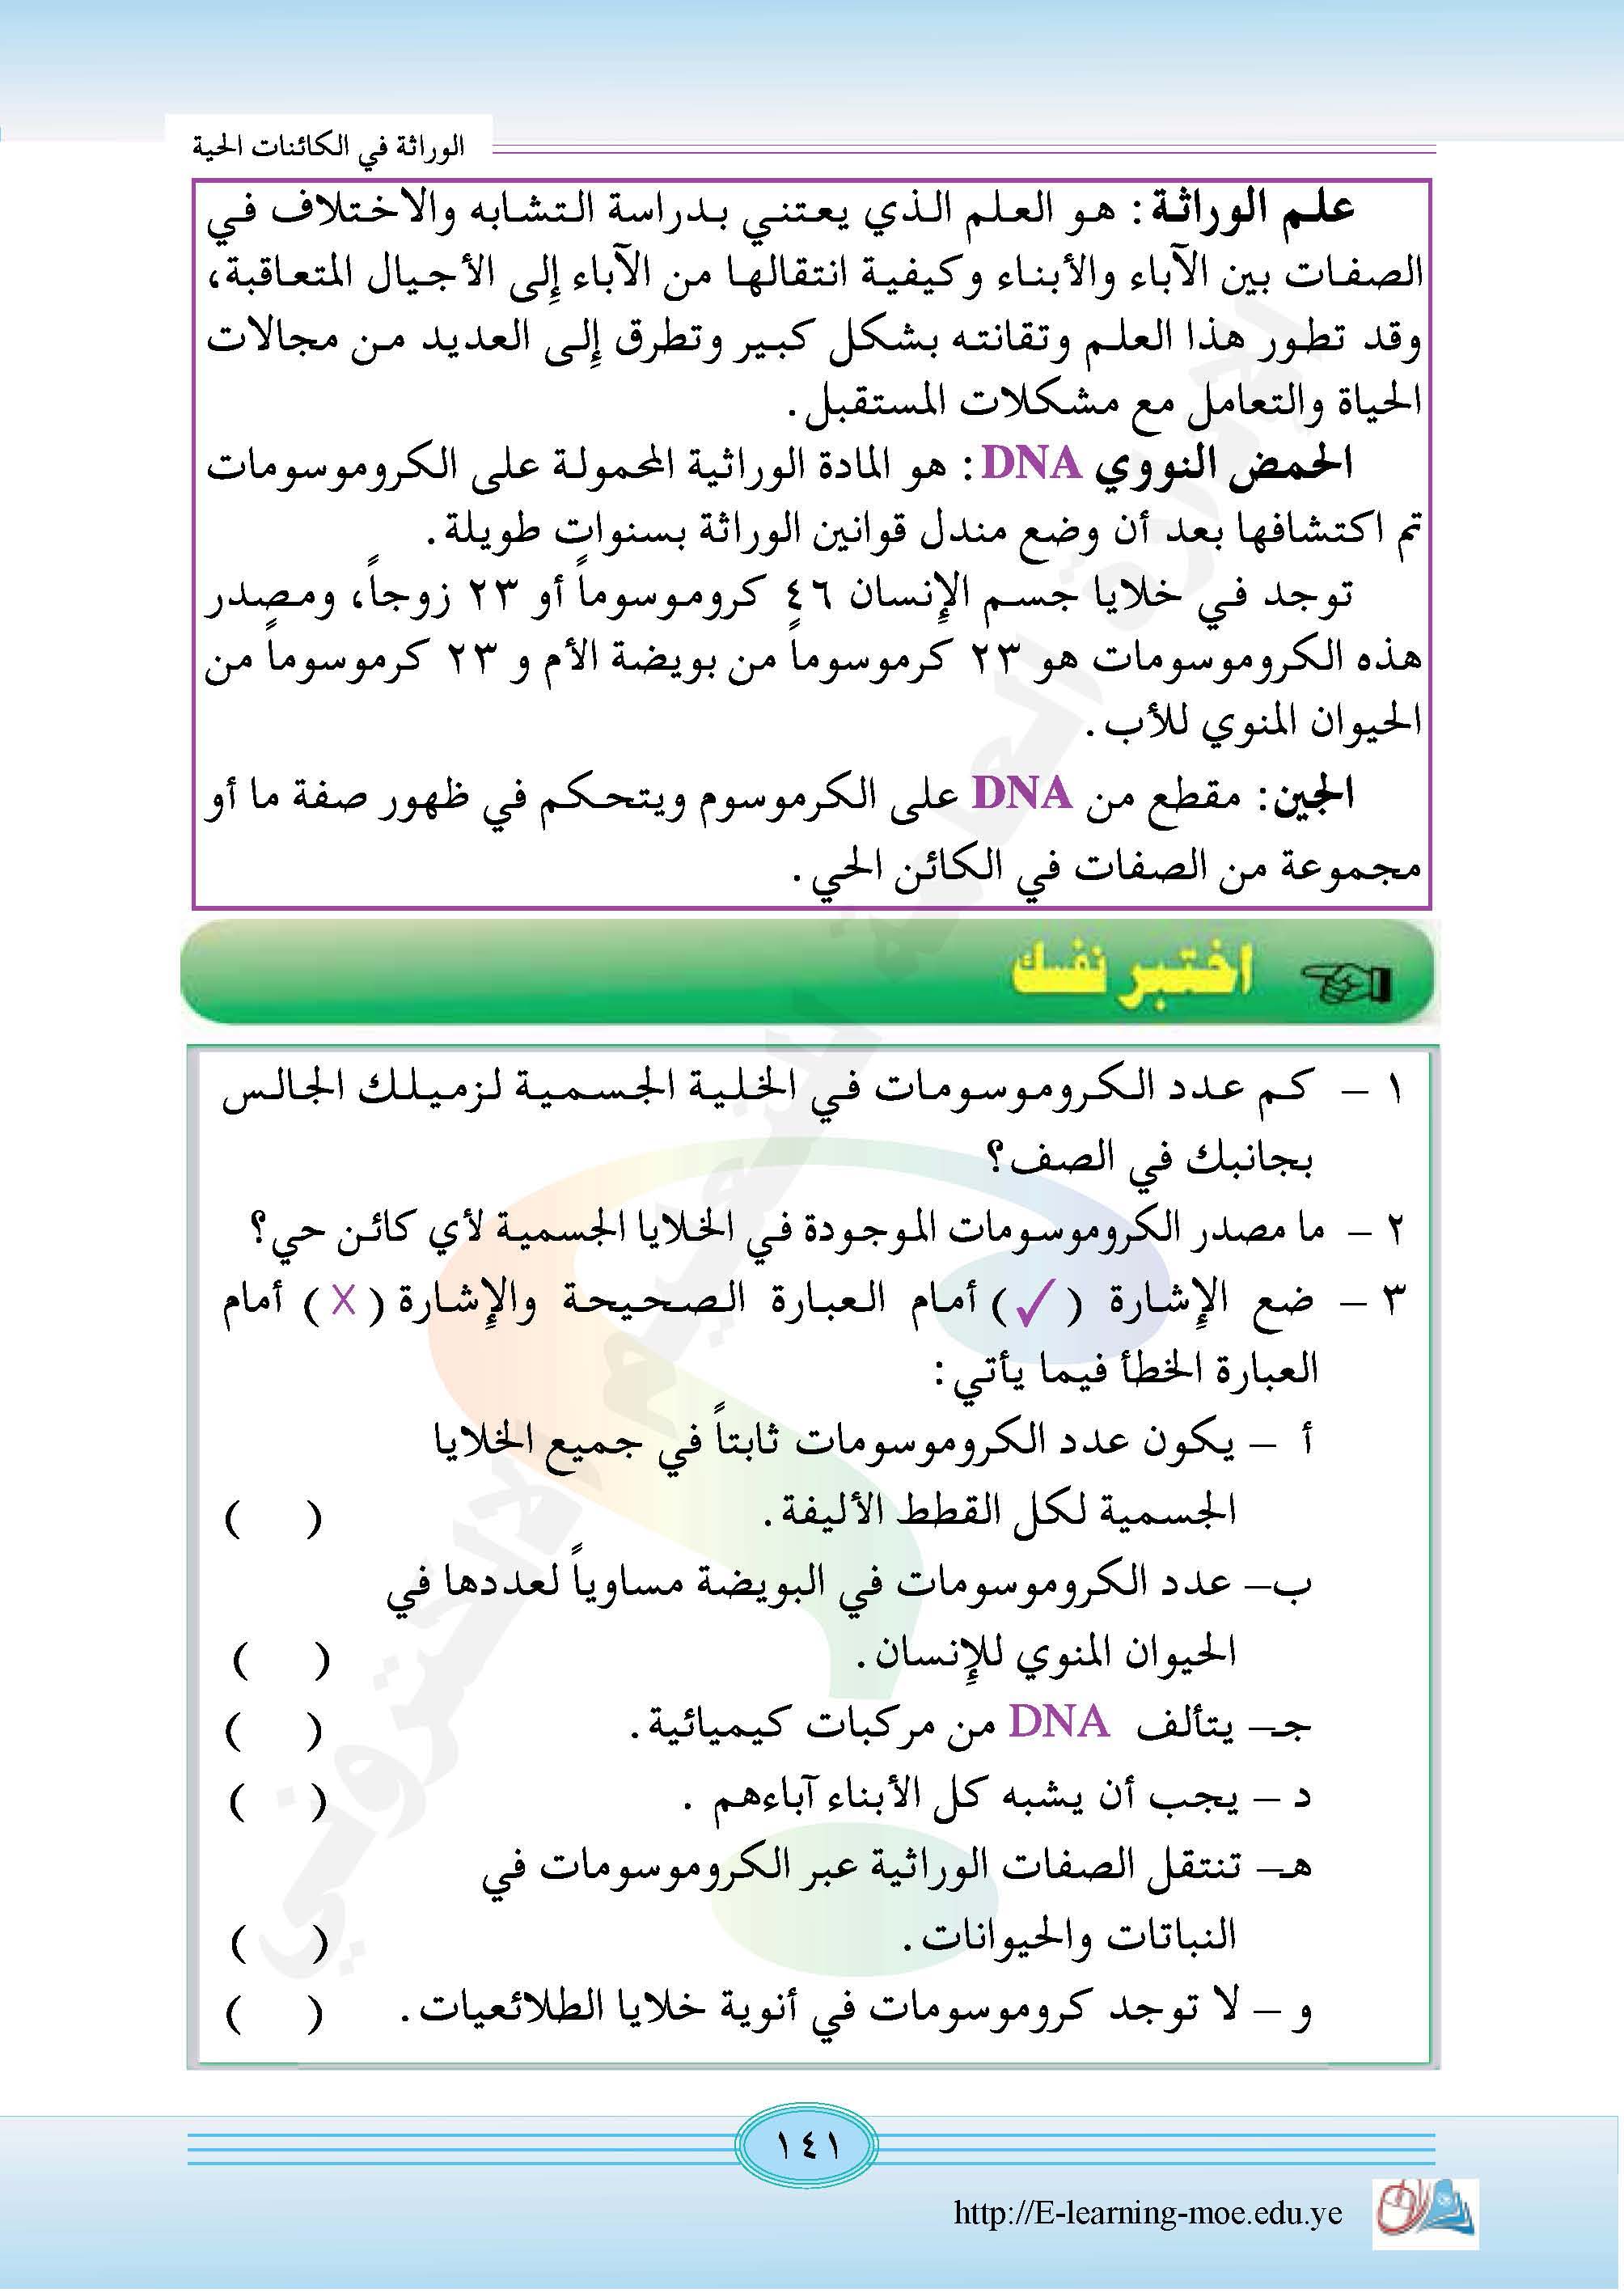 الوراثة في الكائنات الحية
علم الوراثة: هو العلم الذي يعتني بدراسة التشابه والاختلاف في
الصفات بين الآباء والأبناء وكيفية انتقالها من الآباء إلى الأجيال المتعاقبة،
وقد تطور هذا العلم وتقانته بشكل كبير وتطرق إلى العديد من مجالات
الحياة والتعامل مع مشكلات المستقبل.
الحمض النووي DNA: هو المادة الوراثية المحمولة على الكروموسومات
تم اكتشافها بعد أن وضع مندل قوانين الوراثة بسنوات طويلة.
توجد في خلايا جسم الإنسان ٤٦ كروموسوماً أو ٢٣ زوجاً، ومصدر
هذه الكروموسومات هو ٢٣ كرموسوماً من بويضة الأم و ٢٣ كرموسوماً من
الحيوان المنوي للأب.
الجين: مقطع من DNA على الكرموسوم ويتحكم في ظهور صفة ما أو
مجموعة من الصفات في الكائن الحي.
اختبر نفسك
١ – كم عدد الكروموسومات في الخلية الجسمية لزميلك الجالس
بجانبك في الصف؟
٢ – ما مصدر الكروموسومات الموجودة في الخلايا الجسمية لأي كائن حي؟
٣ – ضع الإشارة (✓) أمام العبارة الصحيحة والإشارة (X) أمام
العبارة الخطأ فيما يأتي:
أ – يكون عدد الكروموسومات ثابتاً في جميع الخلايا
الجسمية لكل القطط الأليفة. ( )
ب– عدد الكروموسومات في البويضة مساوياً لعددها في
الحيوان المنوي للإنسان. ( )
جـ– يتألف DNA من مركبات كيميائية. ( )
د – يجب أن يشبه كل الأبناء آباءهم . ( )
هـ– تنتقل الصفات الوراثية عبر الكروموسومات في
النباتات والحيوانات. ( )
و – لا توجد كروموسومات في أنوية خلايا الطلائعيات. ( )
١٤١
http://E-learning-moe.edu.ye
الإدارة العامة للتعليم الالكتروني